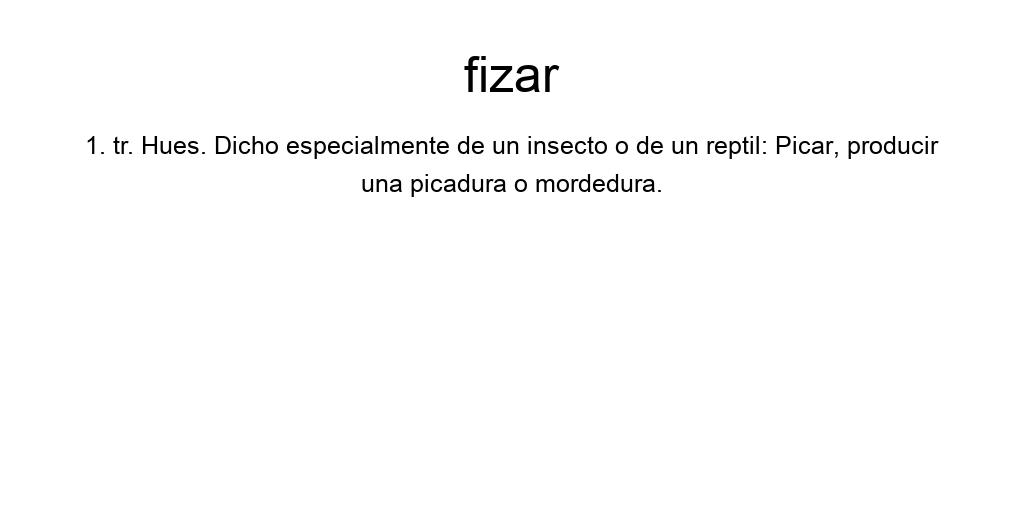 fizar
1. tr. Hues. Dicho especialmente de un insecto o de un reptil: Picar, producir
una picadura o mordedura.